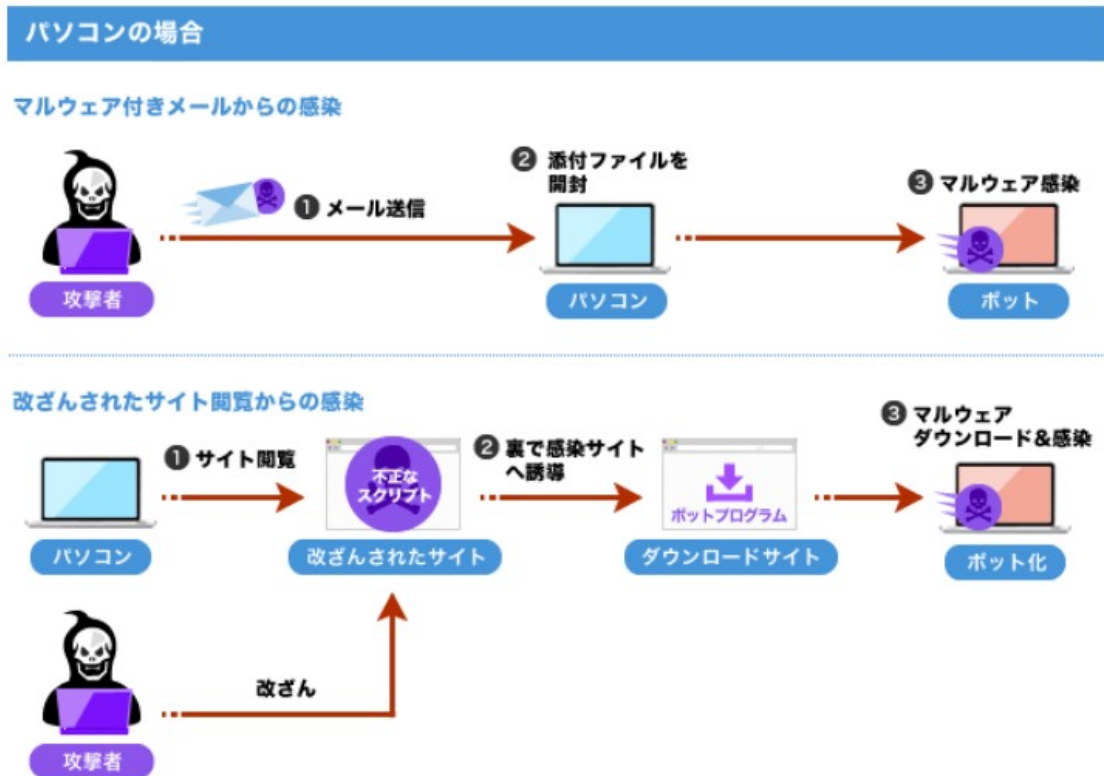 パソコンの場合
マルウェア付きメールからの感染
❶ メール送信
❷ 添付ファイルを
開封
❸ マルウェア感染
攻撃者
パソコン
ボット
改ざんされたサイト閲覧からの感染
❶ サイト閲覧
不正な
スクリプト
❷ 裏で感染サイト
へ誘導
ボットプログラム
❸ マルウェア
ダウンロード&感染
パソコン
改ざんされたサイト
ダウンロードサイト
ボット化
改ざん
攻撃者